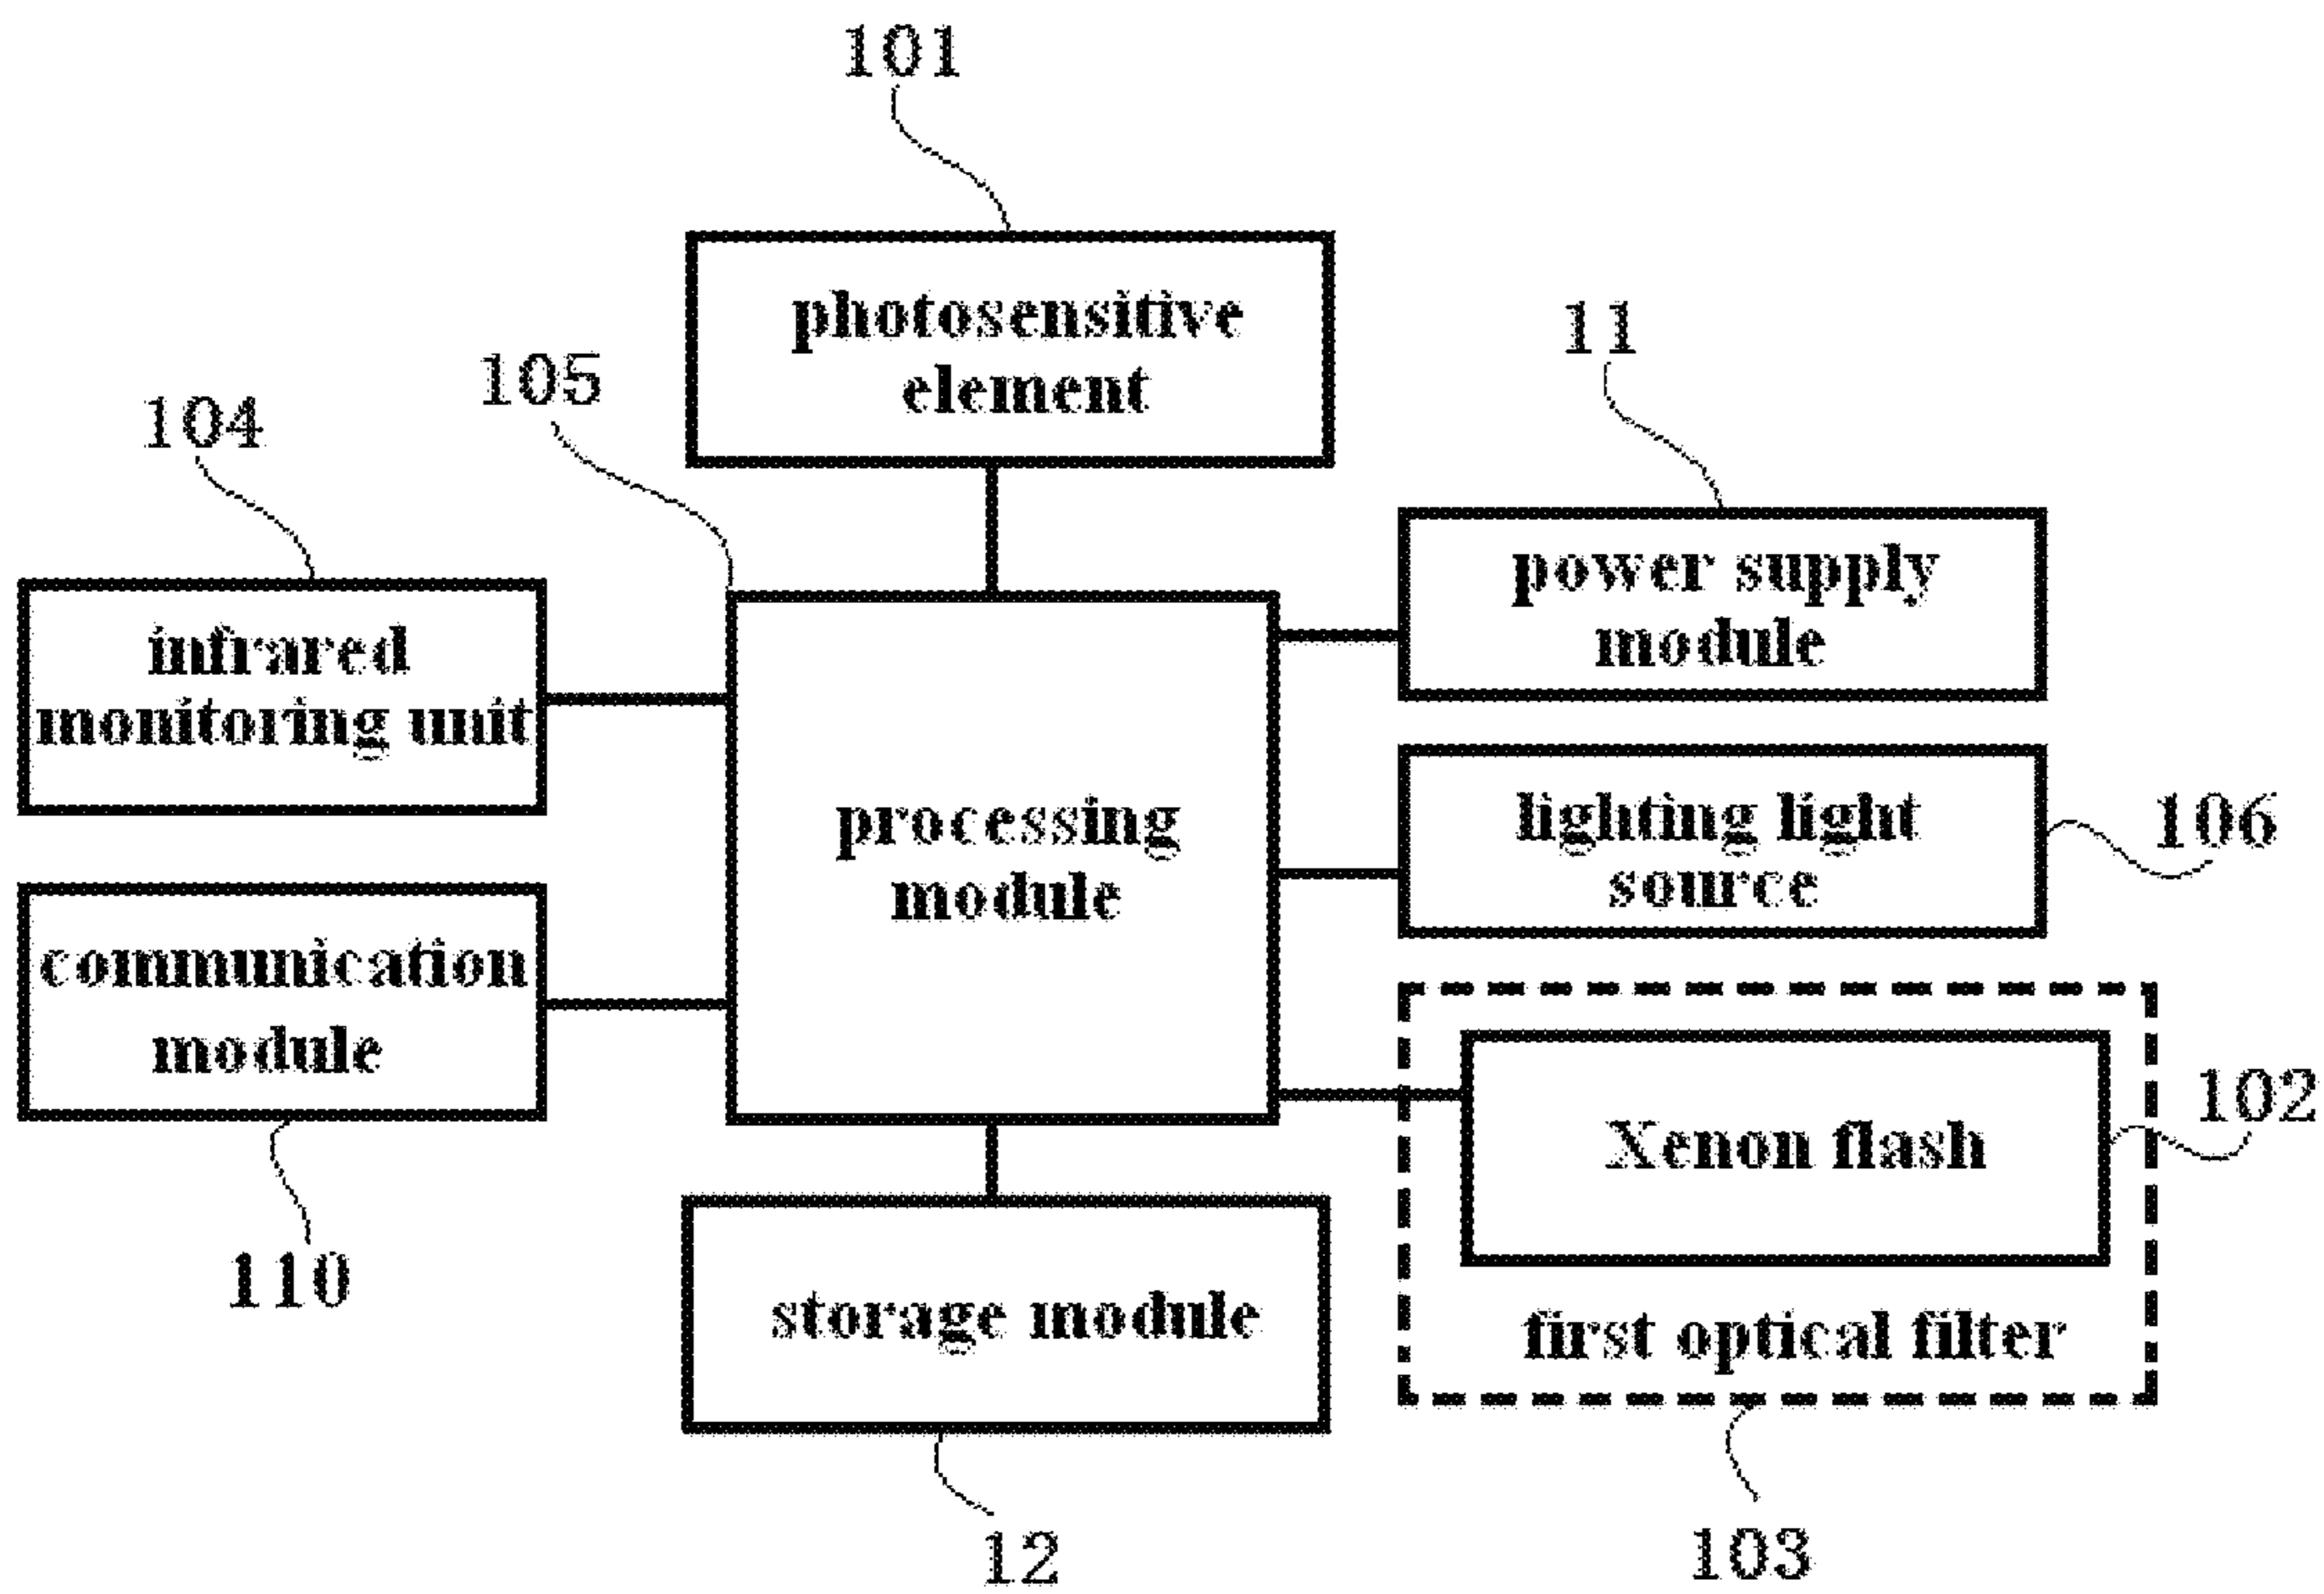 101
photosensitive
element
11
105
104
power supply
module
infrared
monitoring unit
lighting light
source
106
processing
module
communication
module
Xenon flash
102
110
storage module
first optical filter
12
103